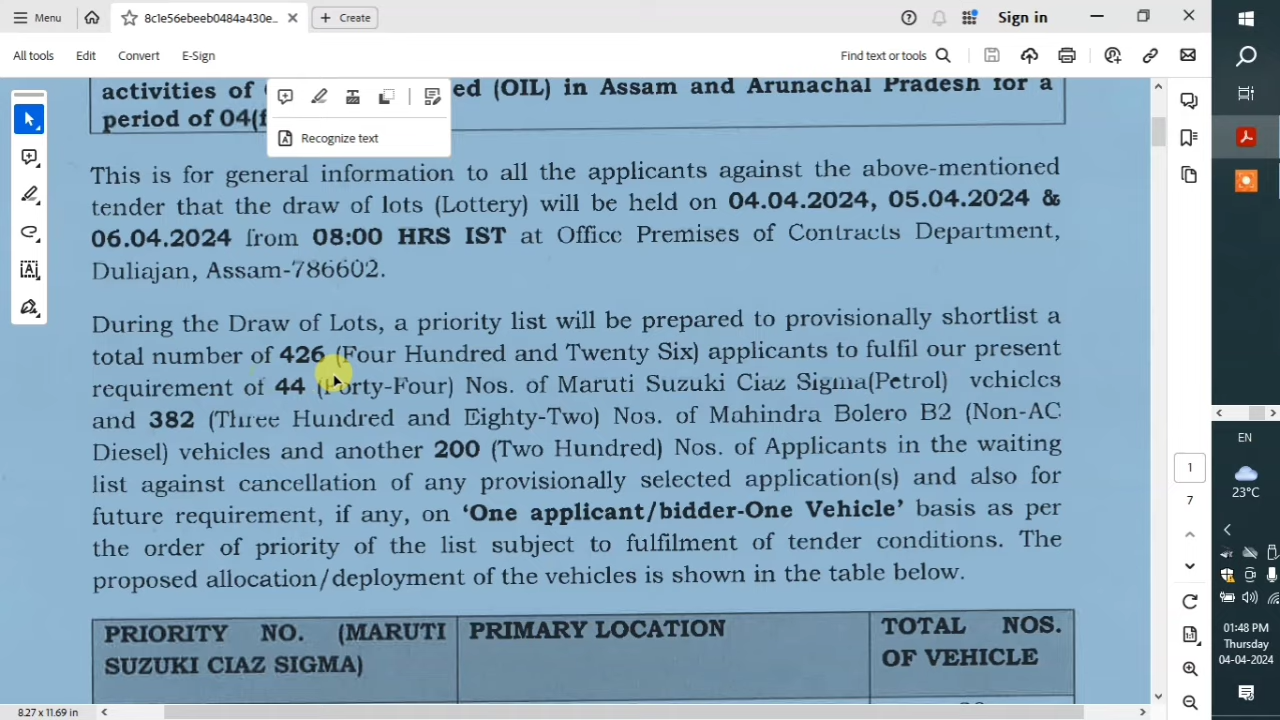 Menu
8c1e56ebeeb0484a430e...
Create
Sign in
All tools
Edit
Convert
E-Sign
Find text or tools
activities of
ed (OIL) in Assam and Arunachal Pradesh for a
period of 04(f
Recognize text
This is for general information to all the applicants against the above-mentioned
tender that the draw of lots (Lottery) will be held on 04.04.2024, 05.04.2024 &
06.04.2024 from 08:00 HRS IST at Office Premises of Contracts Department,
Duliajan, Assam-786602.
During the Draw of Lots, a priority list will be prepared to provisionally shortlist a
total number of 426 (Four Hundred and Twenty Six) applicants to fulfil our present
requirement of 44 (Forty-Four) Nos. of Maruti Suzuki Ciaz Sigma(Petrol) vehicles
and 382 (Three Hundred and Eighty-Two) Nos. of Mahindra Bolero B2 (Non-AC
Diesel) vehicles and another 200 (Two Hundred) Nos. of Applicants in the waiting
list against cancellation of any provisionally selected application(s) and also for
future requirement, if any, on ‘One applicant/bidder-One Vehicle’ basis as per
the order of priority of the list subject to fulfilment of tender conditions. The
proposed allocation/deployment of the vehicles is shown in the table below.
PRIORITY NO. (MARUTI
SUZUKI CIAZ SIGMA)
PRIMARY LOCATION
TOTAL NOS.
OF VEHICLE
8.27 x 11.69 in
1
7
EN
23°C
01:48 PM
Thursday
04-04-2024